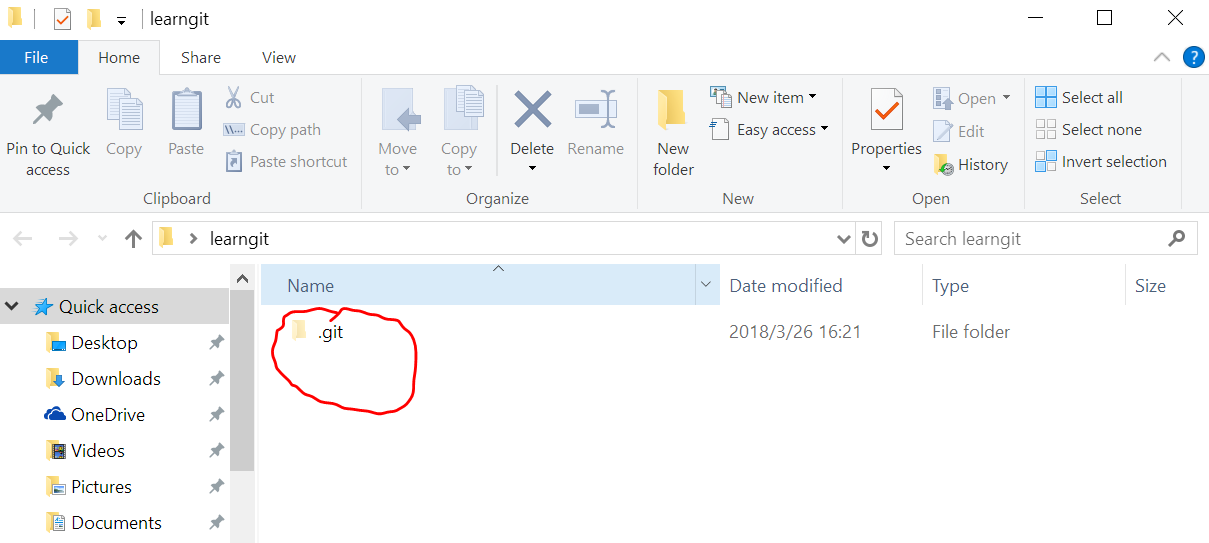 learngit
File Home Share View
?
Pin to Quick access
Copy
Paste
Cut
Copy path
Paste shortcut
Clipboard
Move to
Copy to
Delete
Rename
Organize
New folder
New item
Easy access
New
Properties
Open
Edit
History
Open
Select all
Select none
Invert selection
Select
learngit
Search learngit
Name Date modified Type Size
Quick access
Desktop
Downloads
OneDrive
Videos
Pictures
Documents
.git 2018/3/26 16:21 File folder